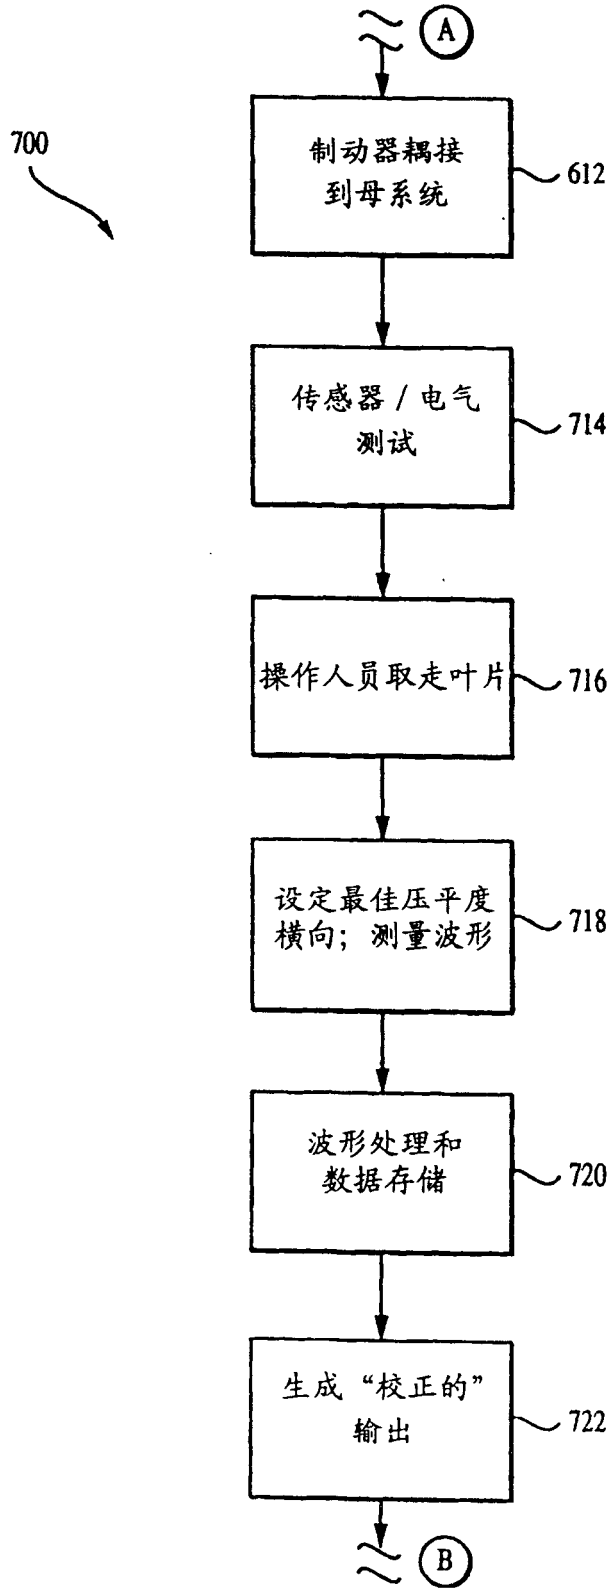 A
700
制动器耦接
到母系统
612
传感器 / 电气
测试
714
操作人员取走叶片
716
设定最佳压平度
横向；测量波形
718
波形处理和
数据存储
720
生成“校正的”
输出
722
B